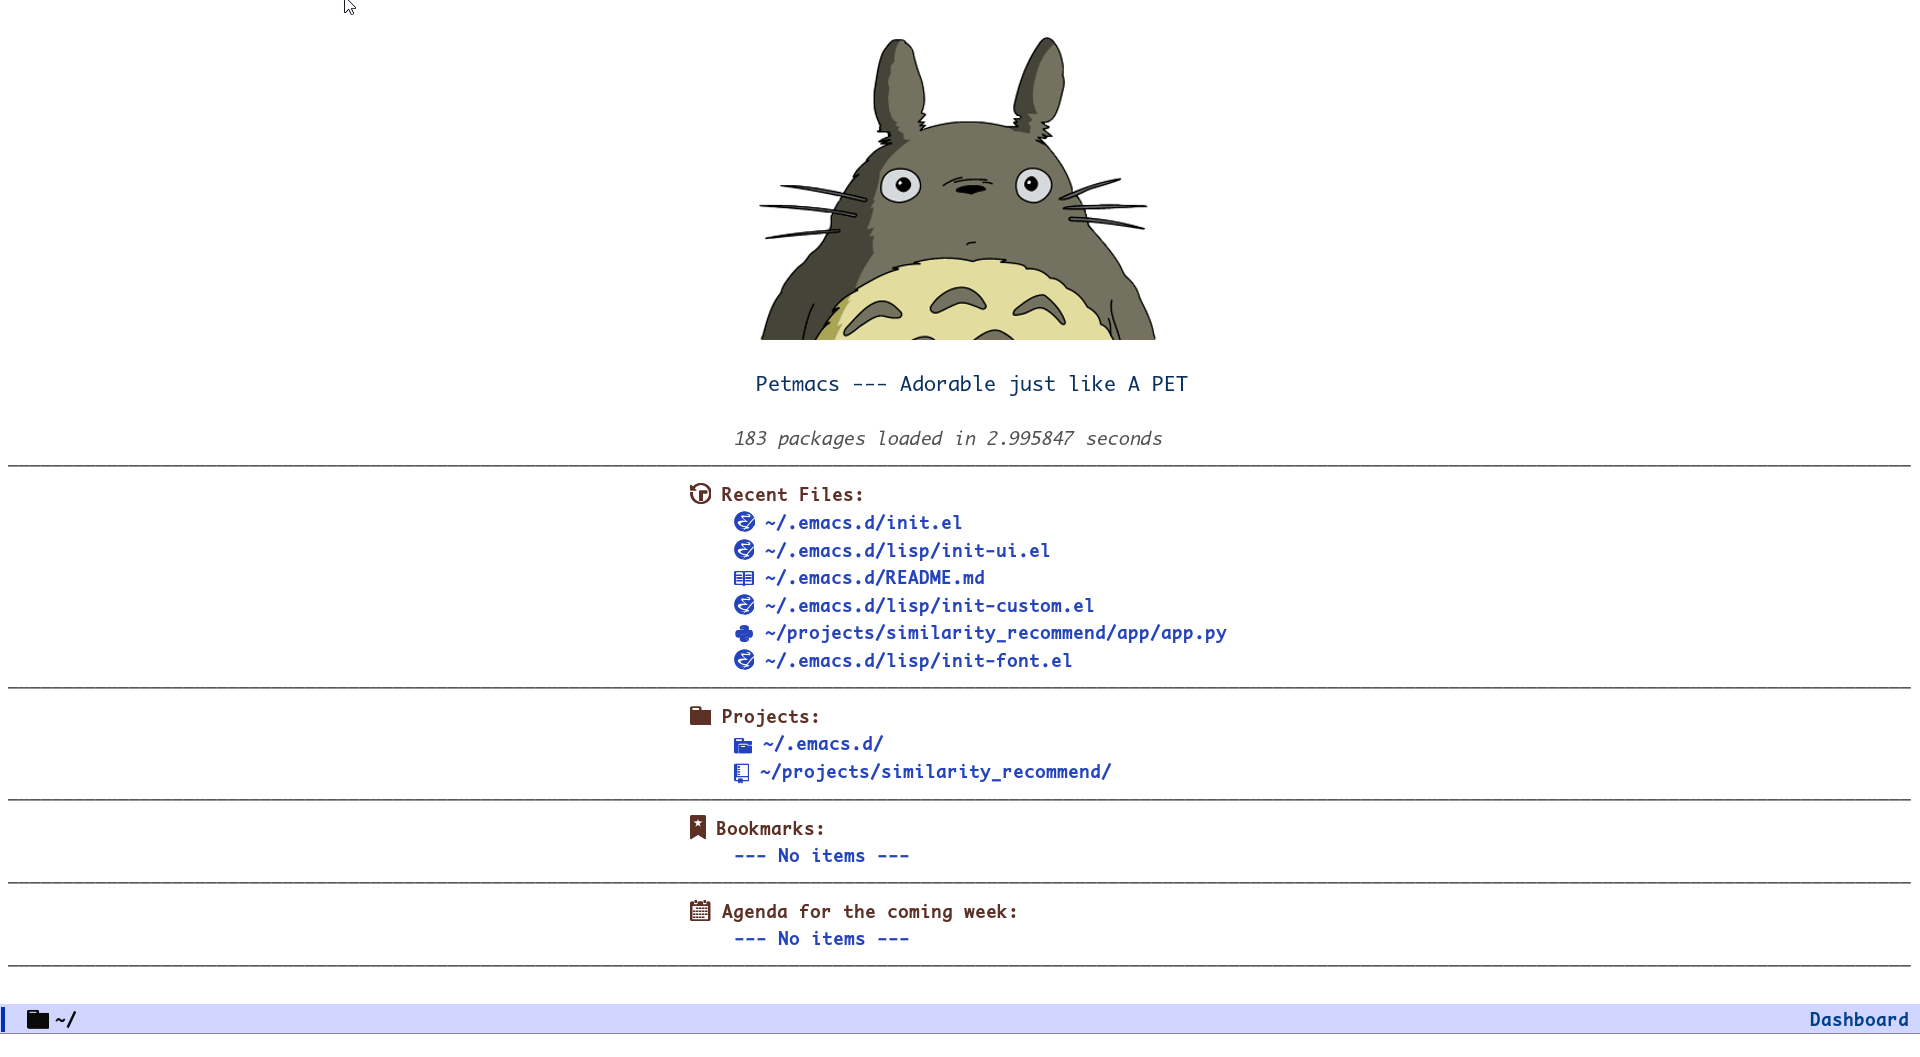 Petmacs --- Adorable just like A PET
183 packages loaded in 2.995847 seconds
Recent Files:
~/.emacs.d/init.el
~/.emacs.d/lisp/init-ui.el
~/.emacs.d/README.md
~/.emacs.d/lisp/init-custom.el
~/projects/similarity_recommend/app/app.py
~/.emacs.d/lisp/init-font.el
Projects:
~/.emacs.d/
~/projects/similarity_recommend/
Bookmarks:
--- No items ---
Agenda for the coming week:
--- No items ---
~/ Dashboard